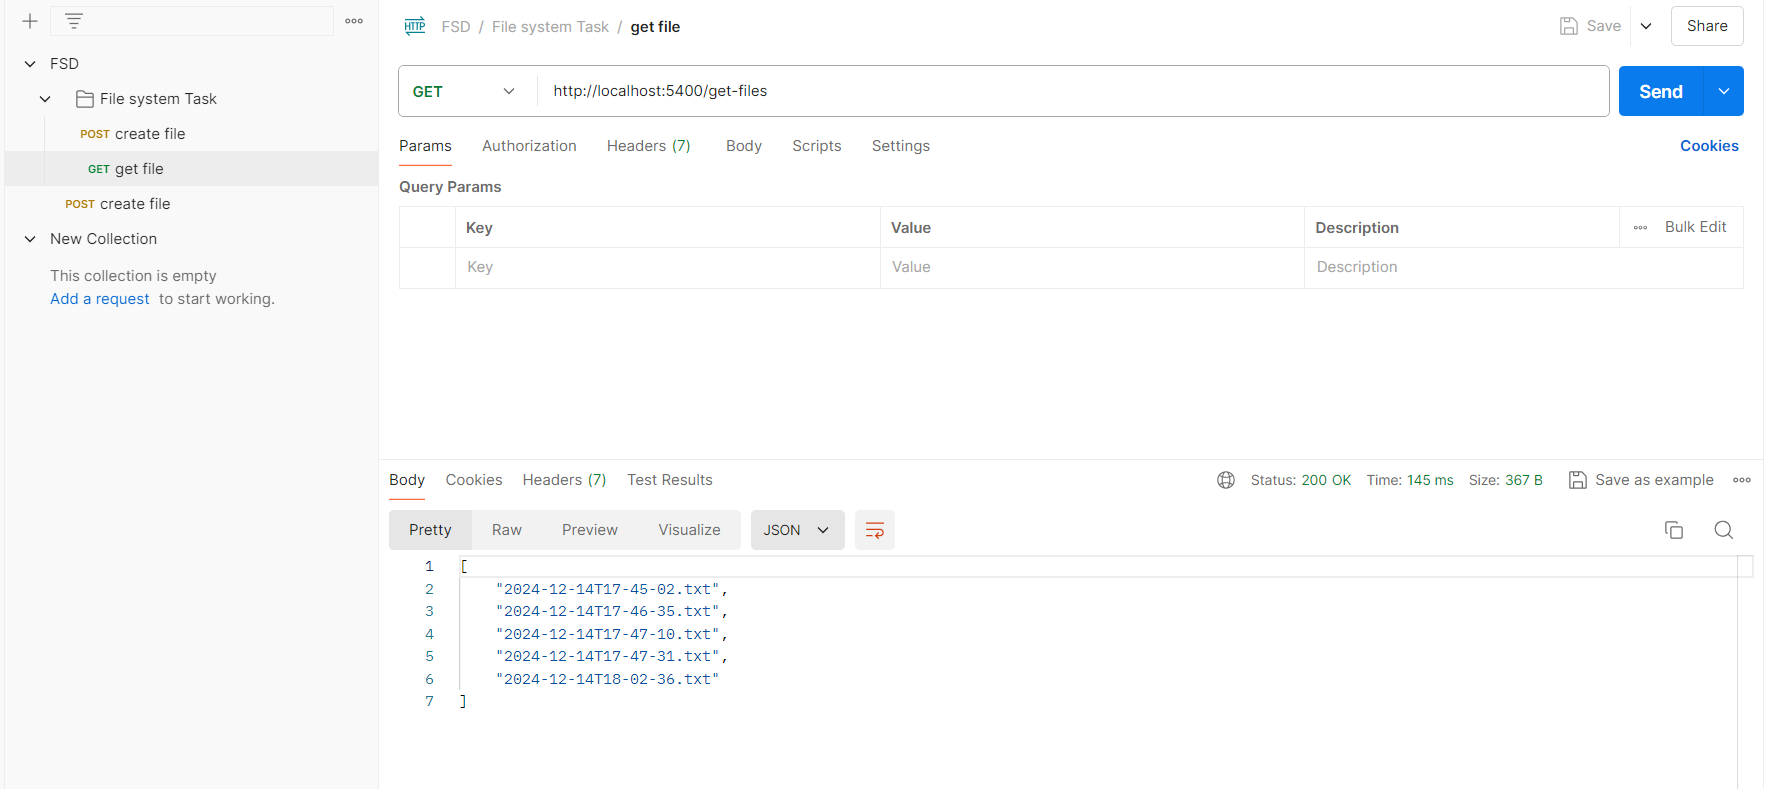 FSD
File system Task
POST create file
GET get file
POST create file
New Collection
This collection is empty
Add a request to start working.
HTTP FSD / File system Task / get file
Save
Share
GET http://localhost:5400/get-files
Send
Params Authorization Headers (7) Body Scripts Settings
Cookies
Query Params
Key Value Description Bulk Edit
Key Value Description
Body Cookies Headers (7) Test Results
Status: 200 OK Time: 145 ms Size: 367 B Save as example
Pretty Raw Preview Visualize JSON
1 [
2 "2024-12-14T17-45-02.txt",
3 "2024-12-14T17-46-35.txt",
4 "2024-12-14T17-47-10.txt",
5 "2024-12-14T17-47-31.txt",
6 "2024-12-14T18-02-36.txt"
7 ]